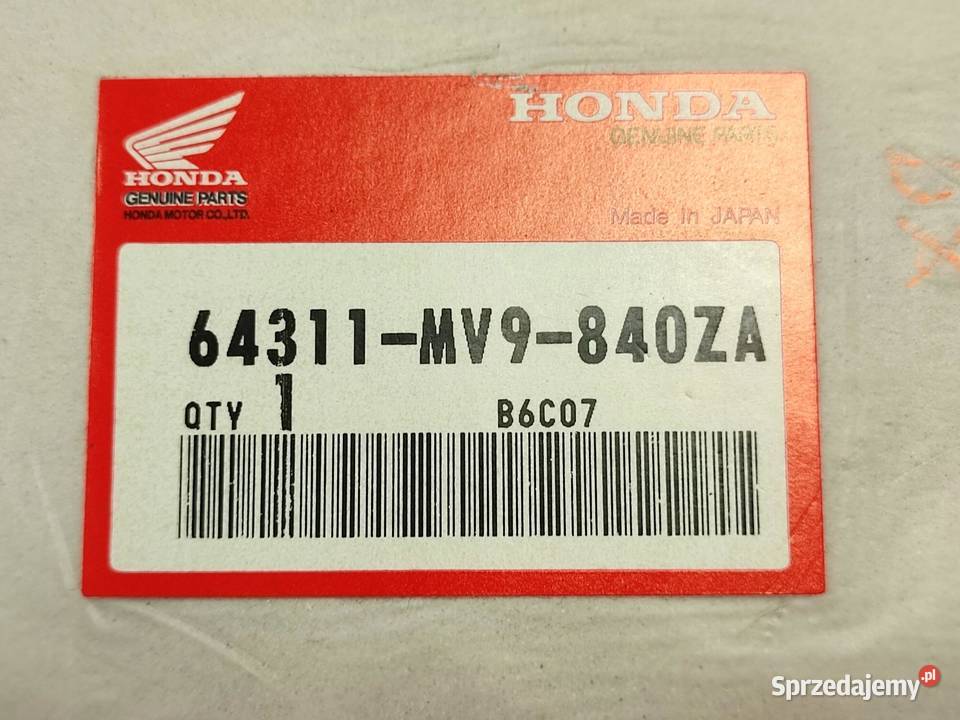 HONDA
GENUINE PARTS
HONDA
GENUINE PARTS
HONDA MOTOR CO.,LTD.
Made in JAPAN
64311-MV9-840ZA
QTY 1 B6C07
Sprzedajemy.pl